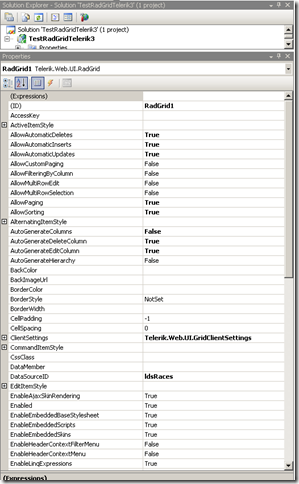 Solution Explorer - Solution 'TestRadGridTelerik3' (1 project)
Solution 'TestRadGridTelerik3' (1 project)
TestRadGridTelerik3
Properties
Properties
RadGrid1 Telerik.Web.UI.RadGrid
(Expressions)
(ID) RadGrid1
AccessKey
ActiveItemStyle
AllowAutomaticDeletes True
AllowAutomaticInserts True
AllowAutomaticUpdates True
AllowCustomPaging False
AllowFilteringByColumn False
AllowMultiRowEdit False
AllowMultiRowSelection False
AllowPaging True
AllowSorting True
AlternatingItemStyle
AutoGenerateColumns False
AutoGenerateDeleteColumn True
AutoGenerateEditColumn True
AutoGenerateHierarchy False
BackColor
BackImageUrl
BorderColor
BorderStyle NotSet
BorderWidth
CellPadding -1
CellSpacing 0
ClientSettings Telerik.Web.UI.GridClientSettings
CommandItemStyle
CssClass
DataMember
DataSourceID ldsRaces
EditItemStyle
EnableAjaxSkinRendering True
Enabled True
EnableEmbeddedBaseStylesheet True
EnableEmbeddedScripts True
EnableEmbeddedSkins True
EnableHeaderContextFilterMenu False
EnableHeaderContextMenu False
EnableLinqExpressions True
(Expressions)